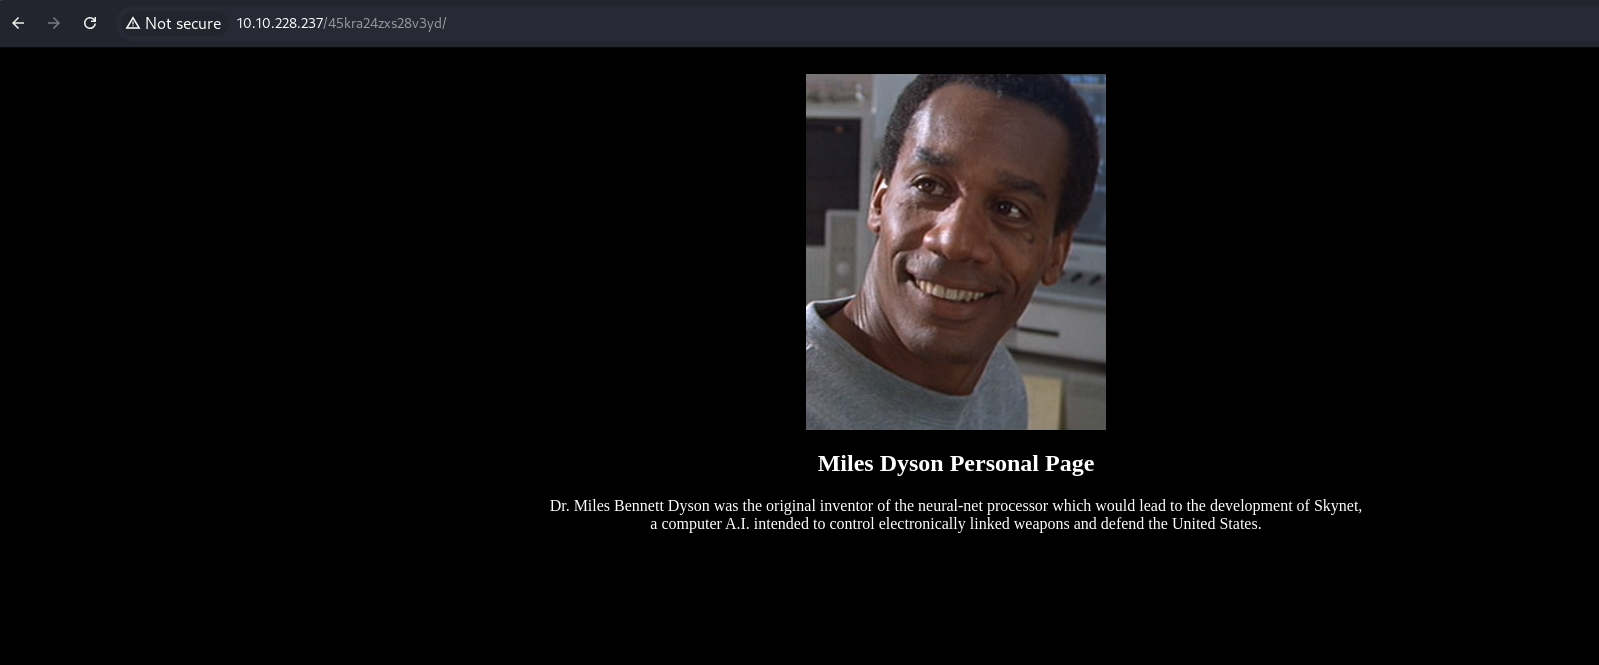 Not secure 10.10.228.237/45kra24zxs28v3yd/
Miles Dyson Personal Page
Dr. Miles Bennett Dyson was the original inventor of the neural-net processor which would lead to the development of Skynet,
a computer A.I. intended to control electronically linked weapons and defend the United States.